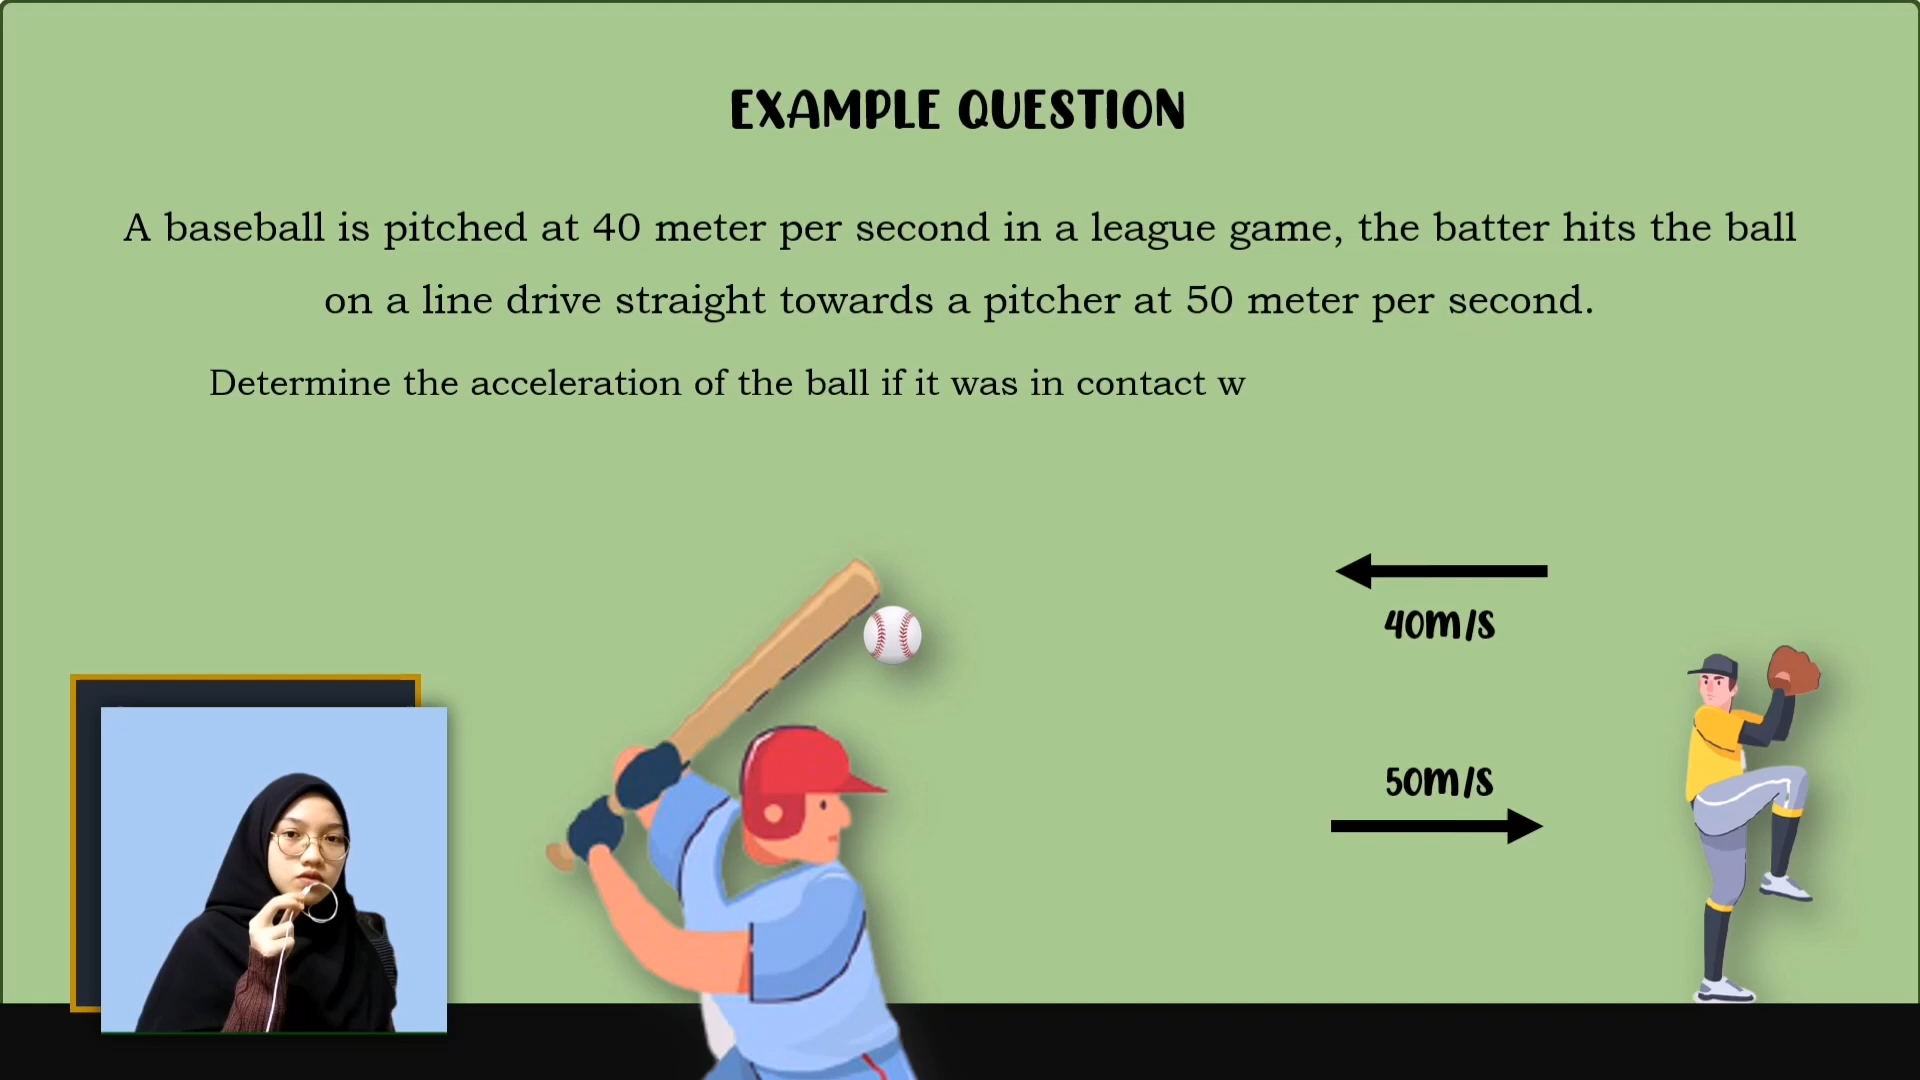 EXAMPLE QUESTION
A baseball is pitched at 40 meter per second in a league game, the batter hits the ball
on a line drive straight towards a pitcher at 50 meter per second.
Determine the acceleration of the ball if it was in contact w
40m/s
50m/s